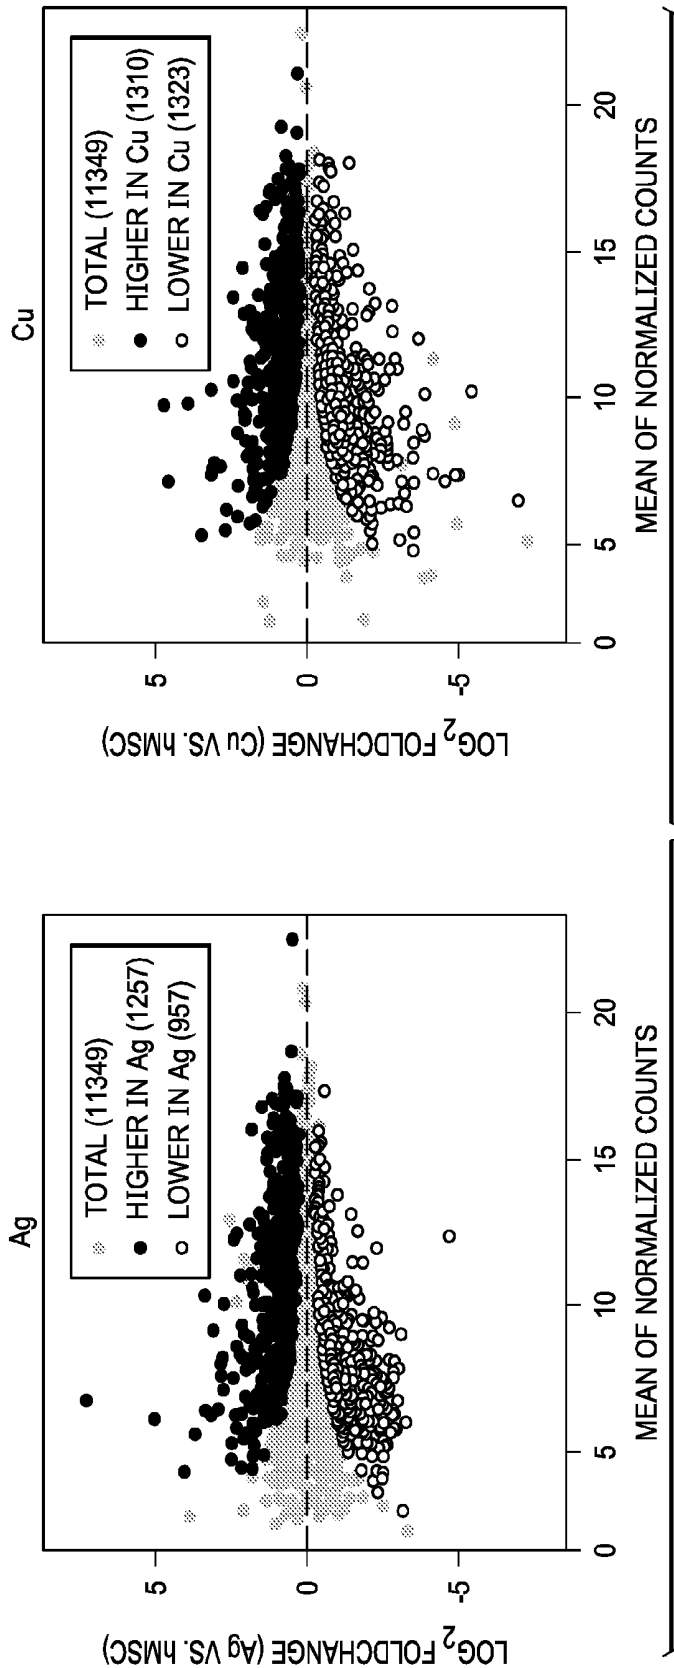 Ag
TOTAL (11349)
HIGHER IN Ag (1257)
LOWER IN Ag (957)
LOG2 FOLDCHANGE (Ag VS. hMSC)
5
0
-5
0
5
10
15
20
MEAN OF NORMALIZED COUNTS
Cu
TOTAL (11349)
HIGHER IN Cu (1310)
LOWER IN Cu (1323)
LOG2 FOLDCHANGE (Cu VS. hMSC)
5
0
-5
0
5
10
15
20
MEAN OF NORMALIZED COUNTS